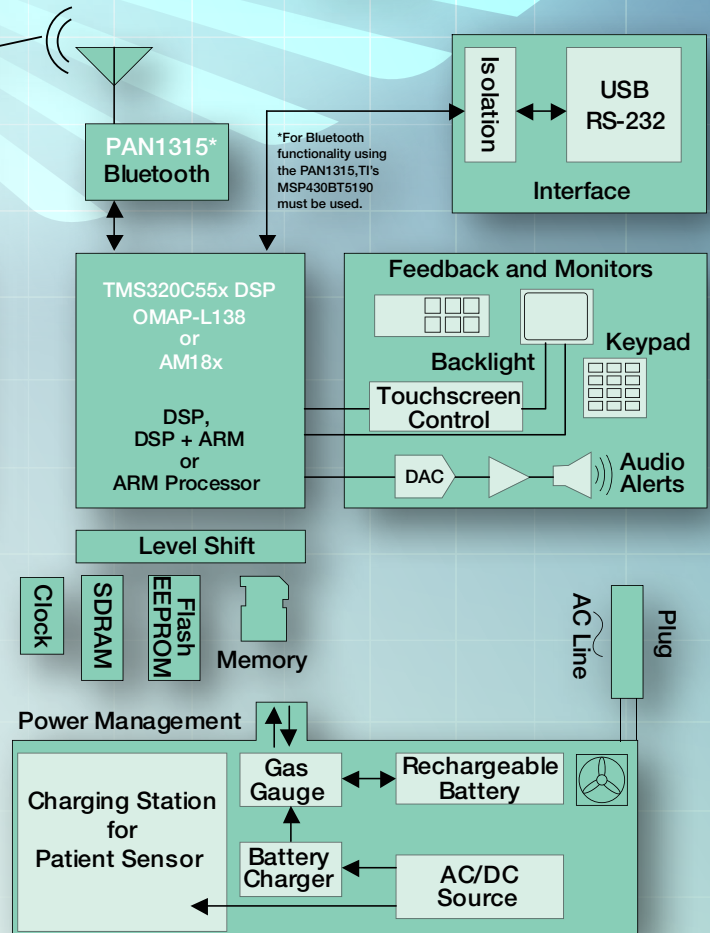 PAN1315*
Bluetooth
*For Bluetooth
functionality using
the PAN1315,TI's
MSP430BT5190
must be used.
Isolation
USB
RS-232
Interface
TMS320C55x DSP
OMAP-L138
or
AM18x
DSP,
DSP + ARM
or
ARM Processor
Feedback and Monitors
Backlight
Keypad
Touchscreen
Control
DAC
Audio
Alerts
Level Shift
Clock
SDRAM
Flash
EEPROM
Memory
AC Line
Plug
Power Management
Charging Station
for
Patient Sensor
Gas
Gauge
Rechargeable
Battery
Battery
Charger
AC/DC
Source